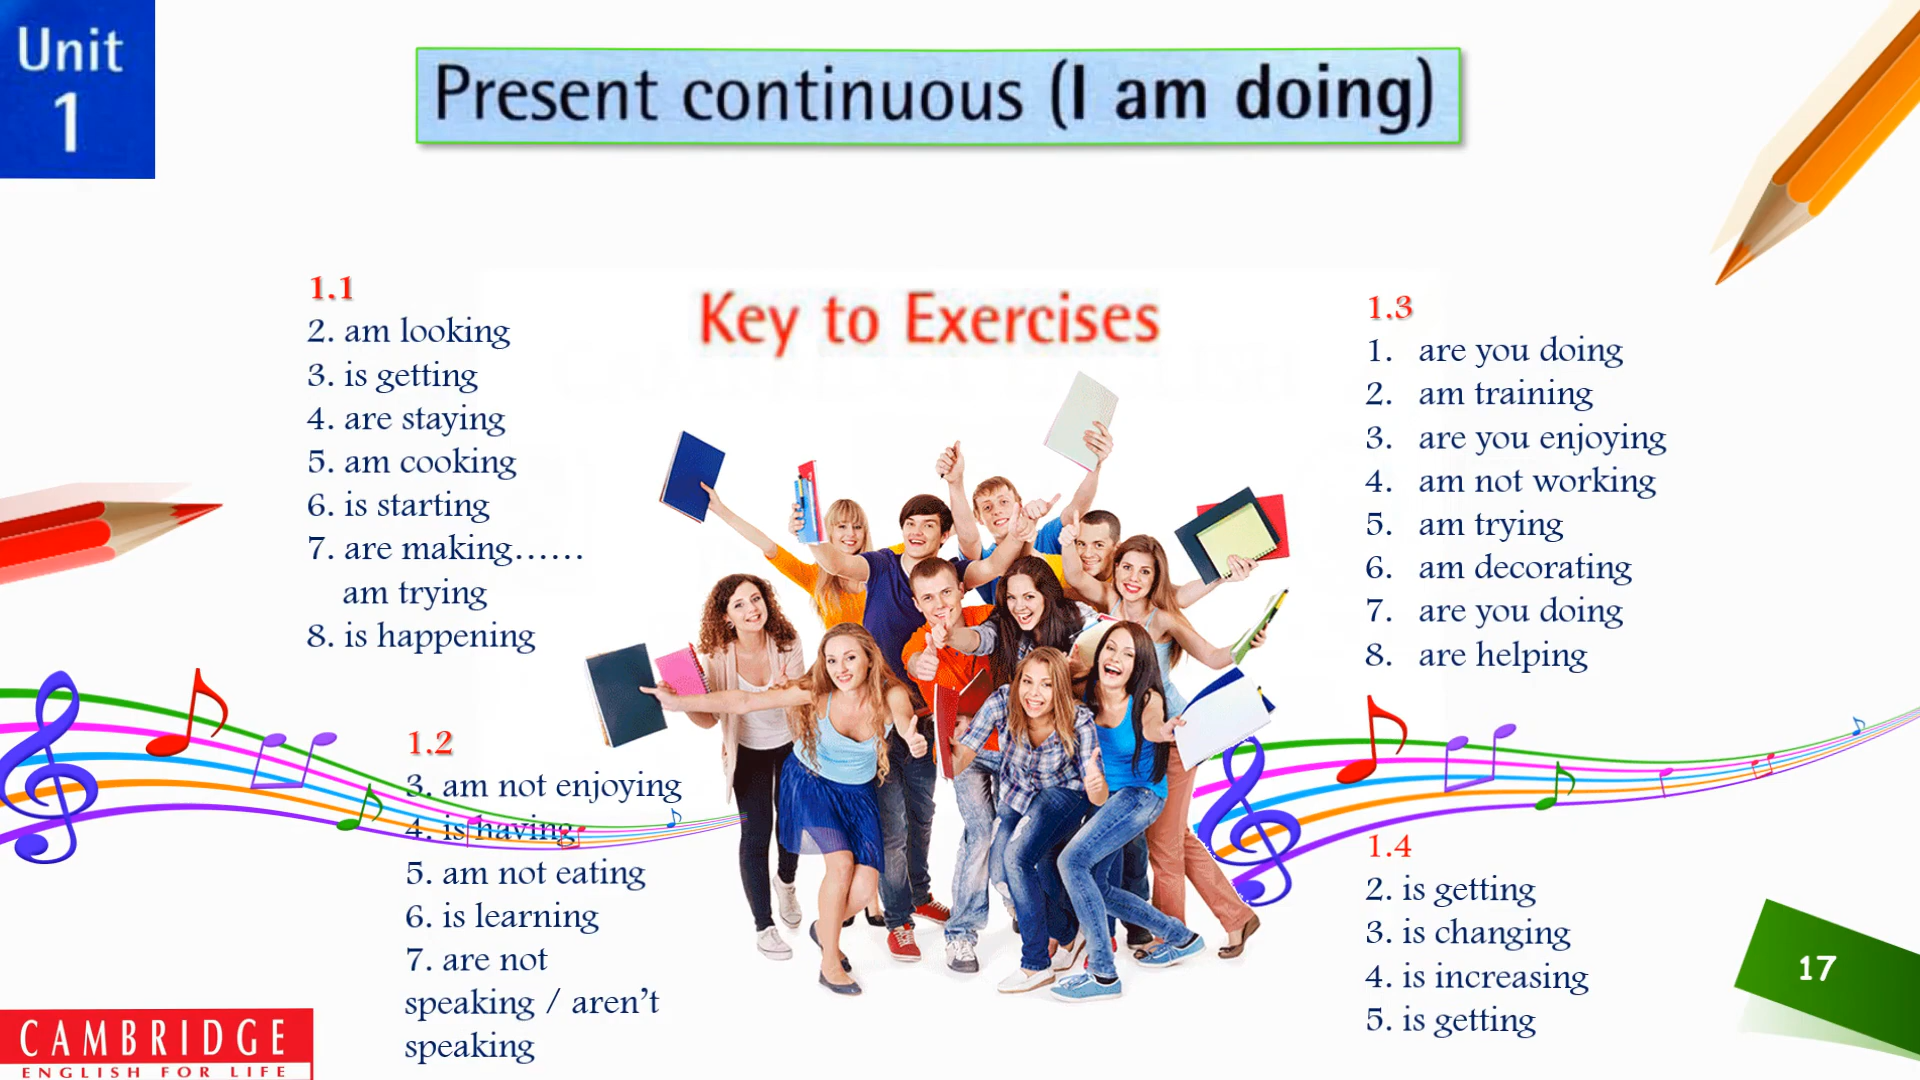 Unit
1
Present continuous (I am doing)
Key to Exercises
1.1
2. am looking
3. is getting
4. are staying
5. am cooking
6. is starting
7. are making......
am trying
8. is happening
1.2
3. am not enjoying
4. is having
5. am not eating
6. is learning
7. are not
speaking / aren't
speaking
1.3
1. are you doing
2. am training
3. are you enjoying
4. am not working
5. am trying
6. am decorating
7. are you doing
8. are helping
1.4
2. is getting
3. is changing
4. is increasing
5. is getting
17
CAMBRIDGE
ENGLISH FOR LIFE